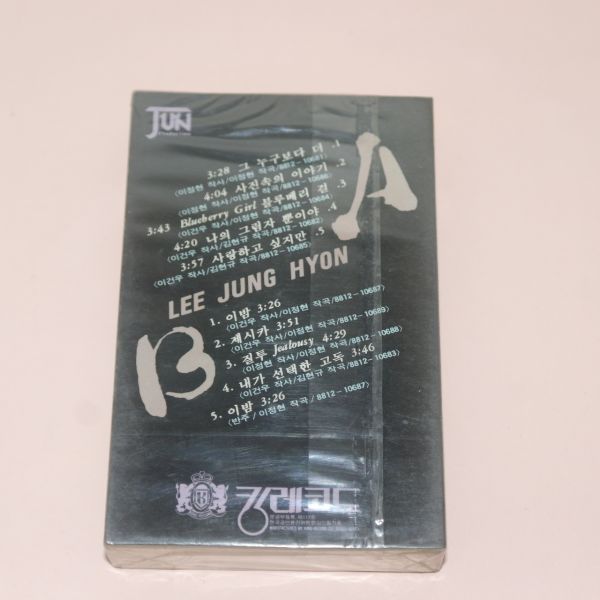 JUN
Production
A
3:28 그 누구보다 더 .1
(이정현 작사/이정현 작곡/8812-10681)
4:04 사진속의 이야기 .2
(이정현 작사/이정현 작곡/8812-10686)
3:43 Blueberry Girl 블루베리 걸 .3
(이건우 작사/이정현 작곡/8812-10684)
4:20 나의 그림자 뿐이야 .4
(이건우 작사/김현규 작곡/8812-10682)
3:57 사랑하고 싶지만 .5
(이건우 작사/김현규 작곡/8812-10685)
LEE JUNG HYON
B
1. 이밤 3:26
(이건우 작사/이정현 작곡/8812-10687)
2. 제시카 3:51
(이건우 작사/이정현 작곡/8812-10689)
3. 질투 Jealousy 4:29
(이정현 작사/이정현 작곡/8812-10688)
4. 내가 선택한 고독 3:46
(이건우 작사/김현규 작곡/8812-10683)
5. 이밤 3:26
(반주/이정현 작곡/8812-10687)
킹레코드